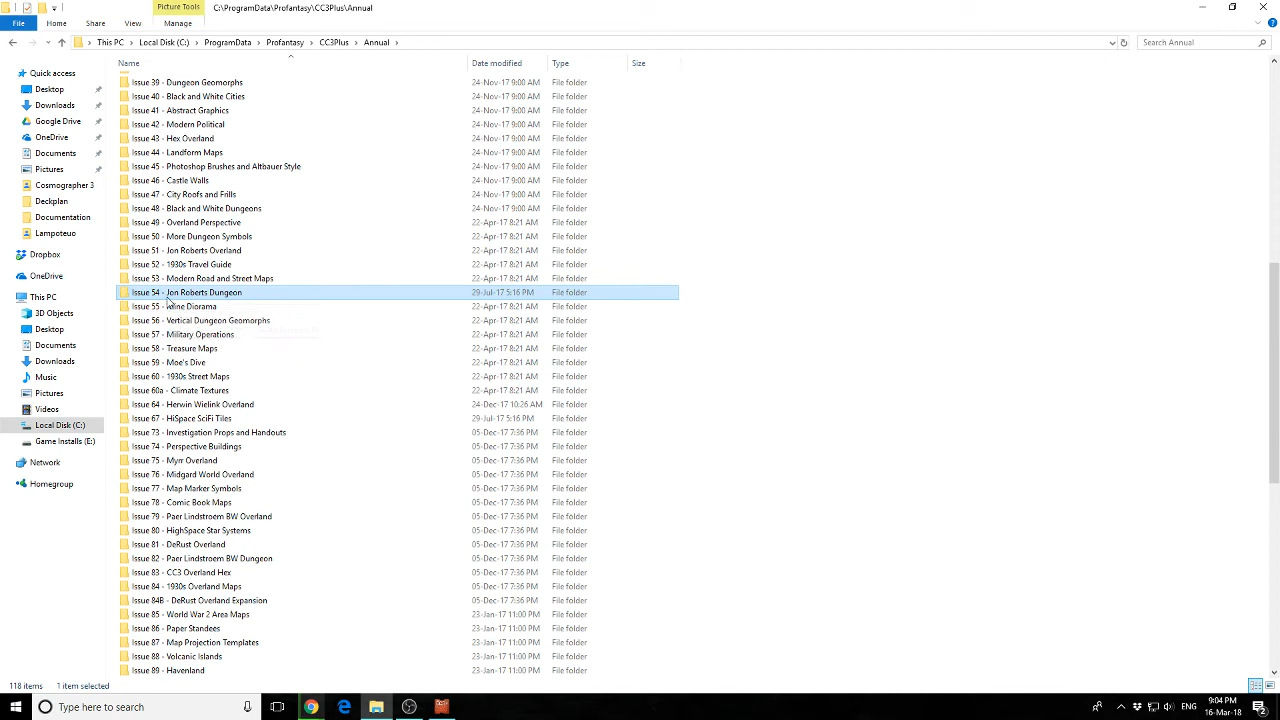 Picture Tools
C:\ProgramData\Profantasy\CC3Plus\Annual
File
Home
Share
View
Manage
This PC
Local Disk (C:)
ProgramData
Profantasy
CC3Plus
Annual
Search Annual
Name
Date modified
Type
Size
Quick access
Desktop
Downloads
Google Drive
OneDrive
Documents
Pictures
Cosmographer 3
Deckplan
Documentation
Lampoteuo
Dropbox
OneDrive
This PC
3D Objects
Desktop
Documents
Downloads
Music
Pictures
Videos
Local Disk (C:)
Game Installs (E:)
Network
Homegroup
Issue 39 - Dungeon Geomorphs 24-Nov-17 9:00 AM File folder
Issue 40 - Black and White Cities 24-Nov-17 9:00 AM File folder
Issue 41 - Abstract Graphics 24-Nov-17 9:00 AM File folder
Issue 42 - Modern Political 24-Nov-17 9:00 AM File folder
Issue 43 - Hex Overland 24-Nov-17 9:00 AM File folder
Issue 44 - Landform Maps 24-Nov-17 9:00 AM File folder
Issue 45 - Photoshop Brushes and Altbauer Style 24-Nov-17 9:00 AM File folder
Issue 46 - Castle Walls 24-Nov-17 9:00 AM File folder
Issue 47 - City Roofs and Frills 24-Nov-17 9:00 AM File folder
Issue 48 - Black and White Dungeons 24-Nov-17 9:00 AM File folder
Issue 49 - Overland Perspective 22-Apr-17 8:21 AM File folder
Issue 50 - More Dungeon Symbols 22-Apr-17 8:21 AM File folder
Issue 51 - Jon Roberts Overland 22-Apr-17 8:21 AM File folder
Issue 52 - 1930s Travel Guide 22-Apr-17 8:21 AM File folder
Issue 53 - Modern Road and Street Maps 22-Apr-17 8:21 AM File folder
Issue 54 - Jon Roberts Dungeon 29-Jul-17 5:16 PM File folder
Issue 55 - Diorama 22-Apr-17 8:21 AM File folder
Issue 56 - Vertical Dungeon Geomorphs 22-Apr-17 8:21 AM File folder
Issue 57 - Military Operations 22-Apr-17 8:21 AM File folder
Issue 58 - Treasure Maps 22-Apr-17 8:21 AM File folder
Issue 59 - Moe's Dive 22-Apr-17 8:21 AM File folder
Issue 60 - 1930s Street Maps 22-Apr-17 8:21 AM File folder
Issue 60a - Climate Textures 22-Apr-17 8:21 AM File folder
Issue 64 - Herwin Wielink Overland 24-Dec-17 10:26 AM File folder
Issue 67 - HiSpace SciFi Tiles 29-Jul-17 5:16 PM File folder
Issue 73 - Investigation Props and Handouts 05-Dec-17 7:36 PM File folder
Issue 74 - Perspective Buildings 05-Dec-17 7:36 PM File folder
Issue 75 - Myrr Overland 05-Dec-17 7:36 PM File folder
Issue 76 - Midgard World Overland 05-Dec-17 7:36 PM File folder
Issue 77 - Map Marker Symbols 05-Dec-17 7:36 PM File folder
Issue 78 - Comic Book Maps 05-Dec-17 7:36 PM File folder
Issue 79 - Paer Lindstroem BW Overland 05-Dec-17 7:36 PM File folder
Issue 80 - HighSpace Star Systems 05-Dec-17 7:36 PM File folder
Issue 81 - DeRust Overland 05-Dec-17 7:36 PM File folder
Issue 82 - Paer Lindstroem BW Dungeon 05-Dec-17 7:36 PM File folder
Issue 83 - CC3 Overland Hex 05-Dec-17 7:36 PM File folder
Issue 84 - 1930s Overland Maps 05-Dec-17 7:36 PM File folder
Issue 84B - DeRust Overland Expansion 05-Dec-17 7:36 PM File folder
Issue 85 - World War 2 Area Maps 23-Jan-17 11:00 PM File folder
Issue 86 - Paper Standees 23-Jan-17 11:00 PM File folder
Issue 87 - Map Projection Templates 23-Jan-17 11:00 PM File folder
Issue 88 - Volcanic Islands 23-Jan-17 11:00 PM File folder
Issue 89 - Havenland 23-Jan-17 11:00 PM File folder
118 items 1 item selected
Type here to search
ENG
9:04 PM
16-Mar-18